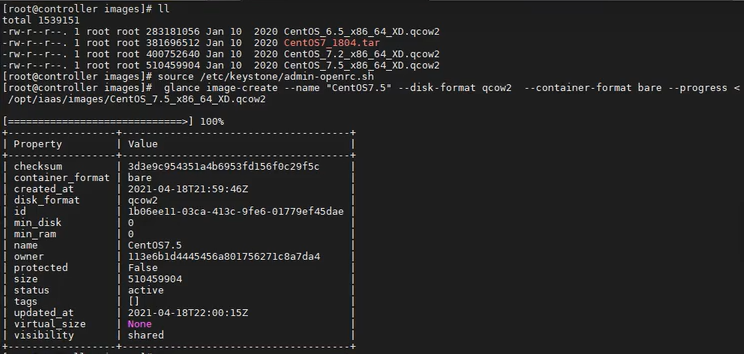 [root@controller images]# ll
total 1539151
-rw-r--r--. 1 root root 283181056 Jan 10  2020 CentOS_6.5_x86_64_XD.qcow2
-rw-r--r--. 1 root root 381696512 Jan 10  2020 CentOS7_1804.tar
-rw-r--r--. 1 root root 400752640 Jan 10  2020 CentOS_7.2_x86_64_XD.qcow2
-rw-r--r--. 1 root root 510459904 Jan 10  2020 CentOS_7.5_x86_64_XD.qcow2
[root@controller images]# source /etc/keystone/admin-openrc.sh
[root@controller images]#  glance image-create --name "CentOS7.5" --disk-format qcow2  --container-format bare --progress <
 /opt/iaas/images/CentOS_7.5_x86_64_XD.qcow2
[=============================>] 100%
+------------------+--------------------------------------+
| Property         | Value                                |
+------------------+--------------------------------------+
| checksum         | 3d3e9c954351a4b6953fd156f0c29f5c     |
| container_format | bare                                 |
| created_at       | 2021-04-18T21:59:46Z                 |
| disk_format      | qcow2                                |
| id               | 1b06ee11-03ca-413c-9fe6-01779ef45dae |
| min_disk         | 0                                    |
| min_ram          | 0                                    |
| name             | CentOS7.5                            |
| owner            | 113e6b1d4445456a801756271c8a7da4     |
| protected        | False                                |
| size             | 510459904                            |
| status           | active                               |
| tags             | []                                   |
| updated_at       | 2021-04-18T22:00:15Z                 |
| virtual_size     | None                                 |
| visibility       | shared                               |
+------------------+--------------------------------------+